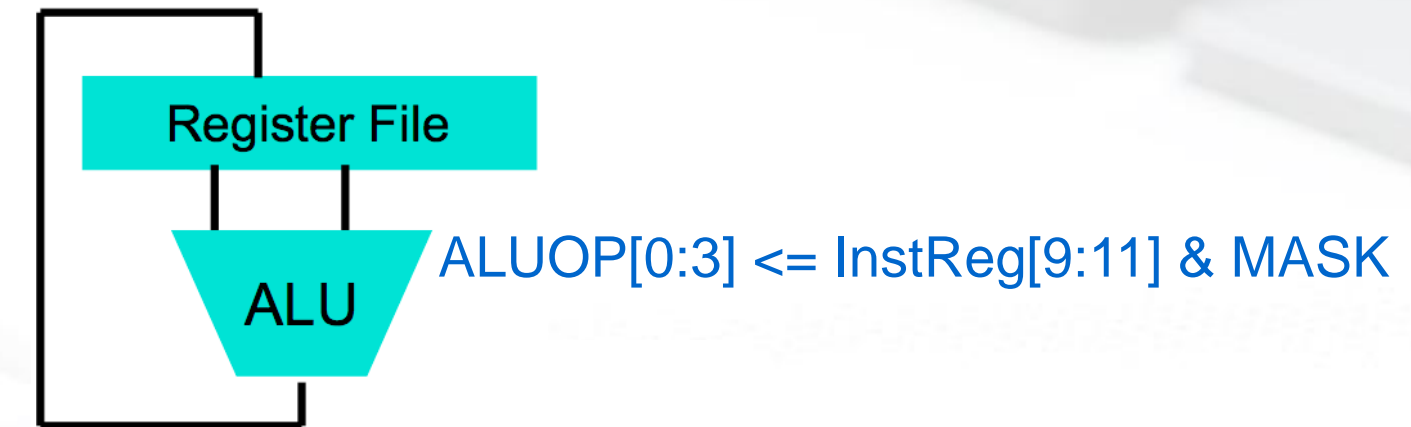 Register File
ALUOP[0:3] <= InstReg[9:11] & MASK
ALU